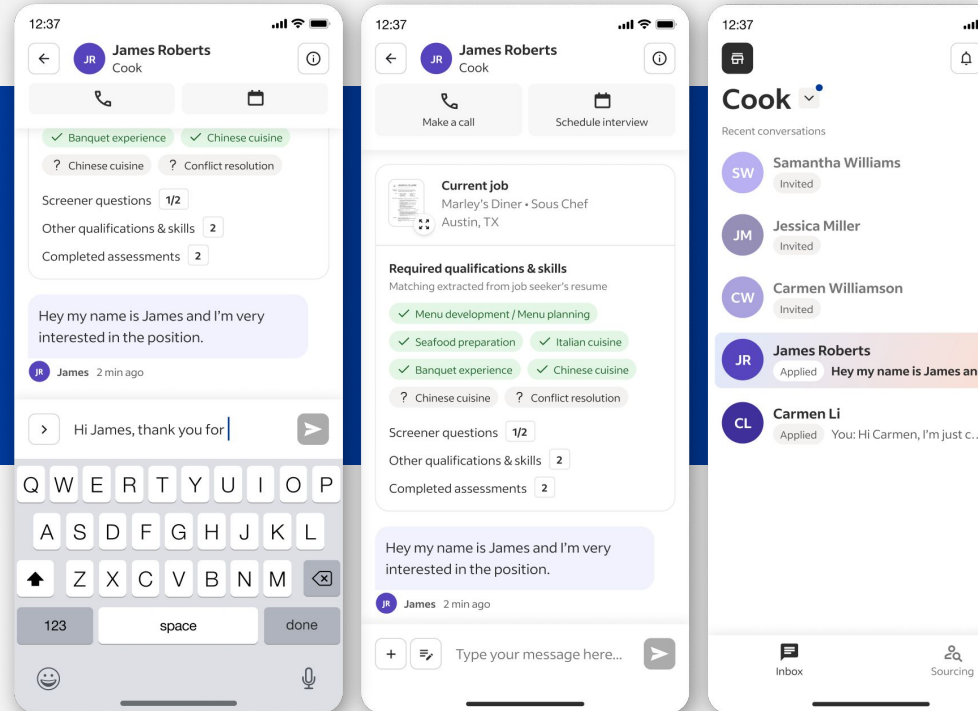 12:37
JR
James Roberts
Cook
Banquet experience
Chinese cuisine
? Chinese cuisine
? Conflict resolution
Screener questions 1/2
Other qualifications & skills 2
Completed assessments 2
Hey my name is James and I'm very
interested in the position.
JR James 2 min ago
Hi James, thank you for
Q W E R T Y U I O P
A S D F G H J K L
Z X C V B N M
123 space done
12:37
JR
James Roberts
Cook
Make a call
Schedule interview
Current job
Marley's Diner • Sous Chef
Austin, TX
Required qualifications & skills
Matching extracted from job seeker's resume
Menu development / Menu planning
Seafood preparation
Italian cuisine
Banquet experience
Chinese cuisine
? Chinese cuisine
? Conflict resolution
Screener questions 1/2
Other qualifications & skills 2
Completed assessments 2
Hey my name is James and I'm very
interested in the position.
JR James 2 min ago
+ Type your message here...
12:37
Cook
Recent conversations
SW
Samantha Williams
Invited
JM
Jessica Miller
Invited
CW
Carmen Williamson
Invited
JR
James Roberts
Applied Hey my name is James an
CL
Carmen Li
Applied You: Hi Carmen, I'm just c...
Inbox
Sourcing